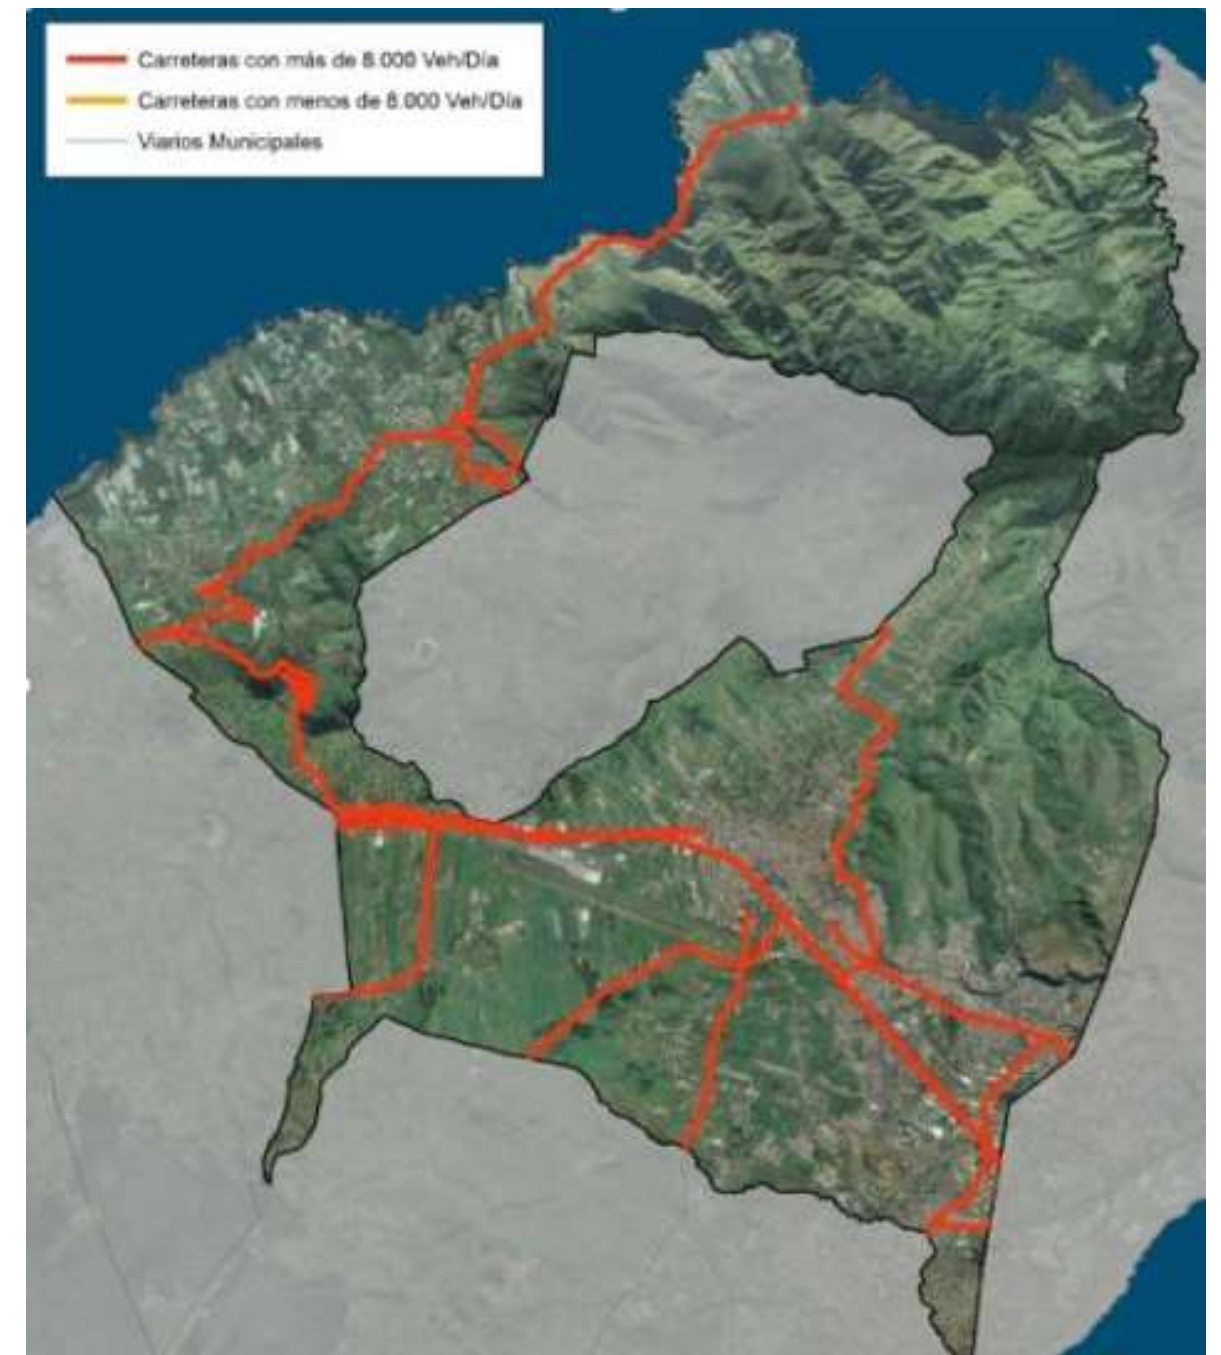 Carreteras con más de 8.000 Veh/Día
Carreteras con menos de 8.000 Veh/Día
Viarios Municipales